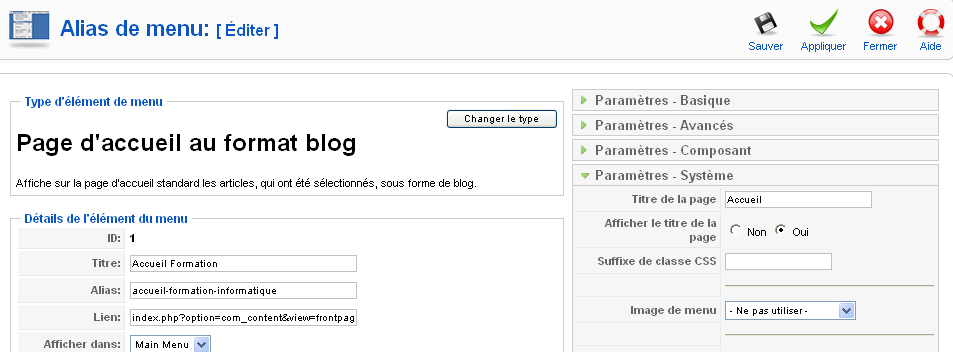 Alias de menu: [ Éditer ]
Sauver Appliquer Fermer Aide
Type d'élément de menu
Changer le type
Page d'accueil au format blog
Affiche sur la page d'accueil standard les articles, qui ont été sélectionnés, sous forme de blog.
Détails de l'élément du menu
ID: 1
Titre: Accueil Formation
Alias: accueil-formation-informatique
Lien: index.php?option=com_content&view=frontpag
Afficher dans: Main Menu
Paramètres - Basique
Paramètres - Avancés
Paramètres - Composant
Paramètres - Système
Titre de la page Accueil
Afficher le titre de la
page Non Oui
Suffixe de classe CSS
Image de menu - Ne pas utiliser -